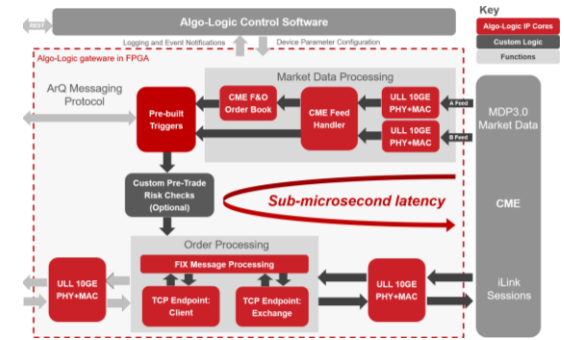 Key
Algo-Logic IP Cores
Custom Logic
Functions
Algo-Logic Control Software
REST
Logging and Event Notifications
Device Parameter Configuration
Algo-Logic gateware in FPGA
ArQ Messaging
Protocol
Market Data Processing
Pre-built
Triggers
CME F&O
Order Book
CME Feed
Handler
ULL 10GE
PHY+MAC
ULL 10GE
PHY+MAC
A Feed
B Feed
MDP3.0
Market Data
Custom Pre-Trade
Risk Checks
(Optional)
Sub-microsecond latency
CME
Order Processing
FIX Message Processing
TCP Endpoint:
Client
TCP Endpoint:
Exchange
ULL 10GE
PHY+MAC
ULL 10GE
PHY+MAC
iLink
Sessions